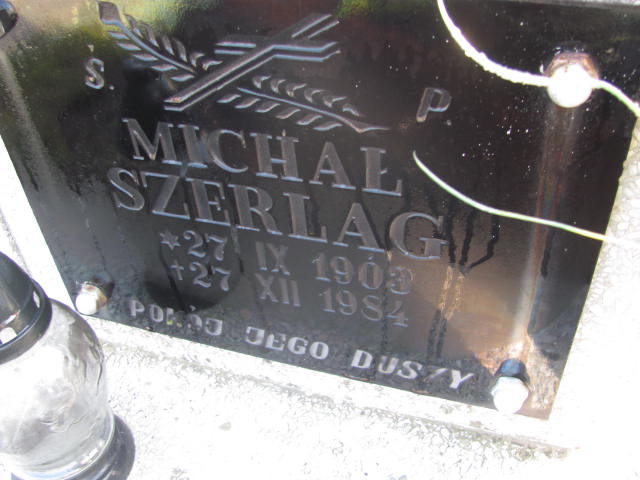 Ś. P.
MICHAŁ
SZERLAG
* 27 IX 1903
+ 27 XII 1984
POKÓJ JEGO DUSZY